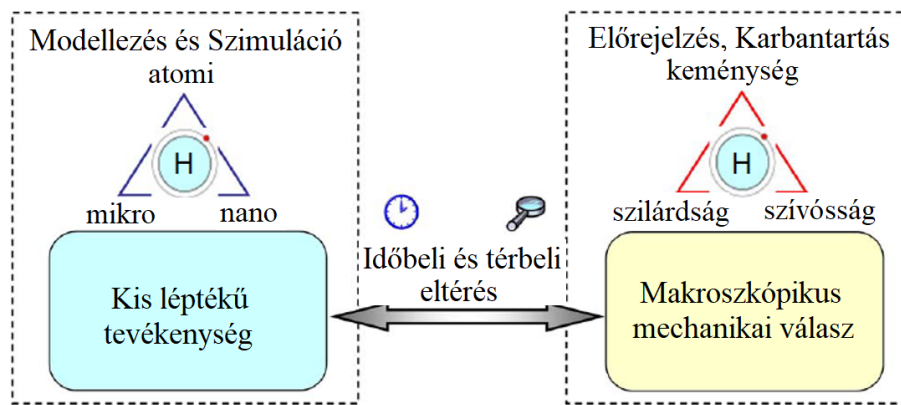 Modellezés és Szimuláció
atomi
H
mikro
nano
Kis léptékű
tevékenység
Időbeli és térbeli
eltérés
Előrejelzés, Karbantartás
keménység
H
szilárdság
szívósság
Makroszkópikus
mechanikai válasz